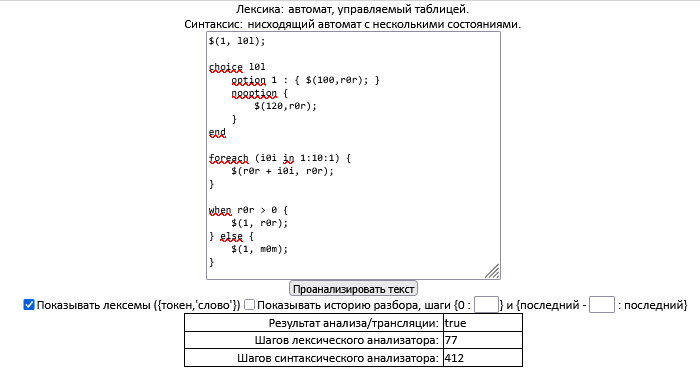 Лексика: автомат, управляемый таблицей.
Синтаксис: нисходящий автомат с несколькими состояниями.
$(1, l0l);
choice l0l
option 1 : { $(100,r0r); }
nooption {
$(120,r0r);
}
end
foreach (i0i in 1:10:1) {
$(r0r + i0i, r0r);
}
when r0r > 0 {
$(1, r0r);
} else {
$(1, m0m);
}
Проанализировать текст
Показывать лексемы ({токен,'слово'}) Показывать историю разбора, шаги {0 : } и {последний - : последний}
Результат анализа/трансляции: true
Шагов лексического анализатора: 77
Шагов синтаксического анализатора: 412